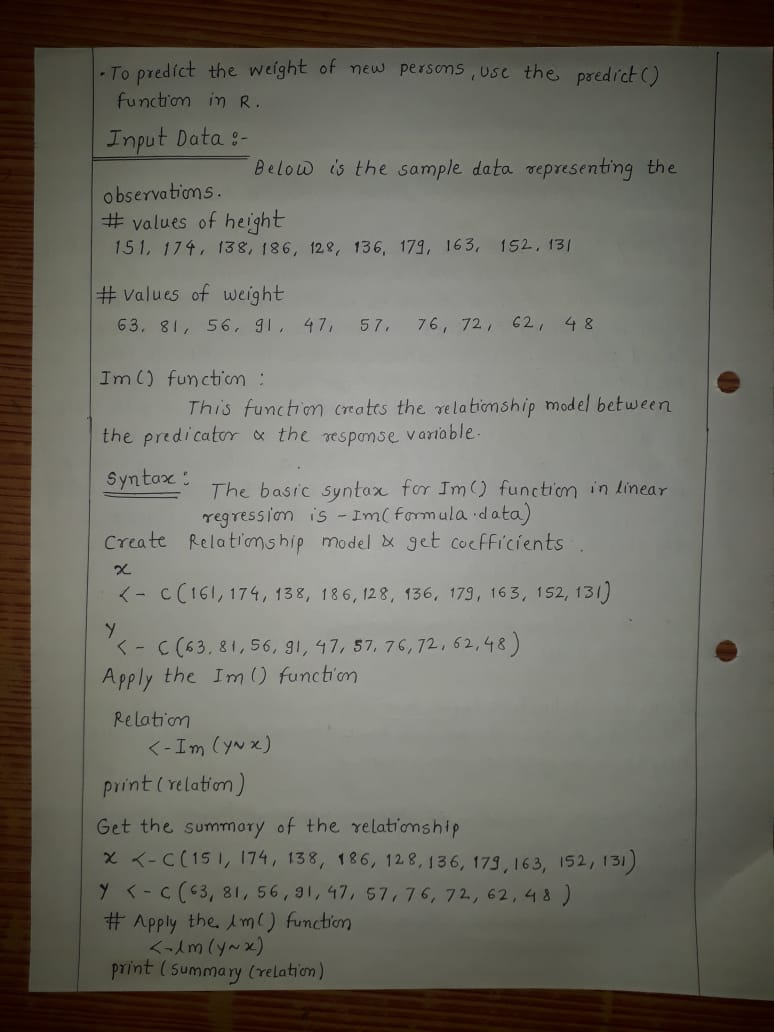 · To predict the weight of new persons, use the predict()
function in R.
Input Data :-
Below is the sample data representing the
observations.
# values of height
151, 174, 138, 186, 128, 136, 179, 163, 152, 131
# Values of weight
63, 81, 56, 91, 47, 57, 76, 72, 62, 48
Im() function :
This function creates the relationship model between
the predicator & the response variable.
Syntax :
The basic syntax for Im() function in linear
regression is - Im(formula.data)
Create Relationship model & get coefficients.
x
<- C(161, 174, 138, 186, 128, 136, 179, 163, 152, 131)
Y
<- C(63, 81, 56, 91, 47, 57, 76, 72, 62, 48)
Apply the Im() function
Relation
<-Im (y~x)
print (relation)
Get the summary of the relationship
x <-C(151, 174, 138, 186, 128, 136, 179, 163, 152, 131)
Y <- C(63, 81, 56, 91, 47, 57, 76, 72, 62, 48)
# Apply the lm() function
<-lm(y~x)
print (summary (relation)